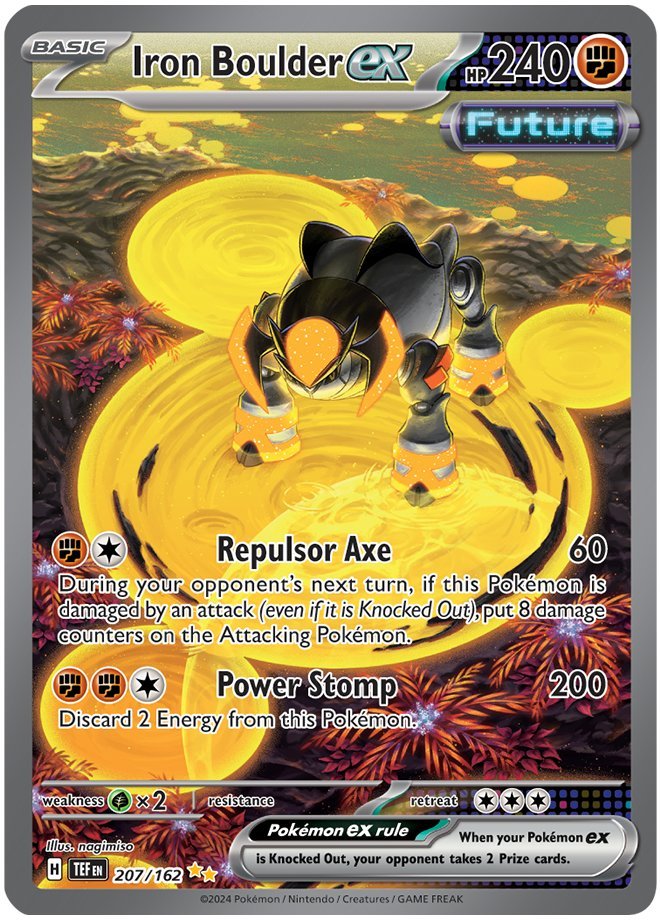 BASIC Iron Boulder ex HP 240
Future
Repulsor Axe 60
During your opponent's next turn, if this Pokémon is
damaged by an attack (even if it is Knocked Out), put 8 damage
counters on the Attacking Pokémon.
Power Stomp 200
Discard 2 Energy from this Pokémon.
weakness ×2 resistance retreat
Illus. nagimiso
Pokémon ex rule When your Pokémon ex
is Knocked Out, your opponent takes 2 Prize cards.
H TEF EN 207/162
©2024 Pokémon / Nintendo / Creatures / GAME FREAK